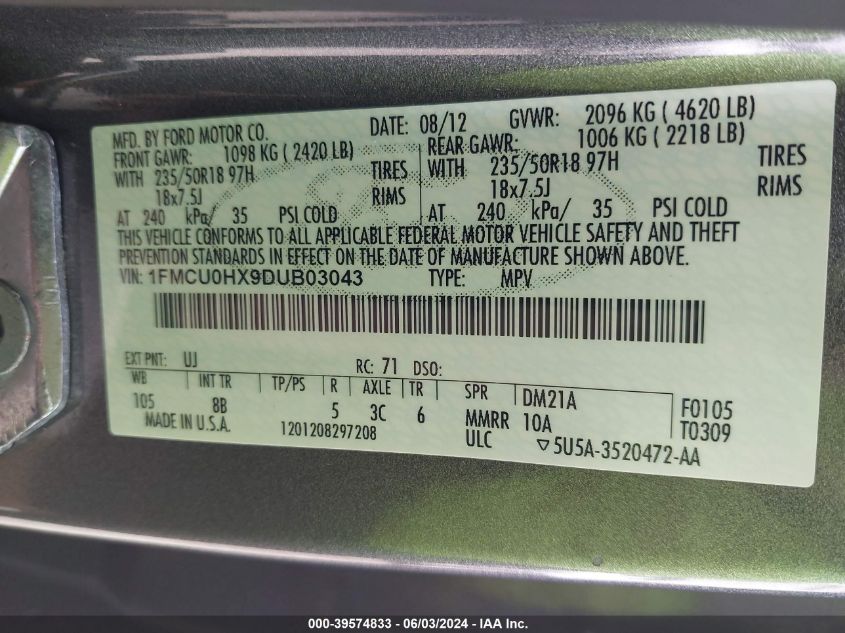 MFD. BY FORD MOTOR CO. DATE: 08/12 GVWR: 2096 KG ( 4620 LB)
FRONT GAWR: 1098 KG ( 2420 LB) REAR GAWR: 1006 KG ( 2218 LB)
WITH 235/50R18 97H TIRES WITH 235/50R18 97H TIRES
18x7.5J RIMS 18x7.5J RIMS
AT 240 kPa/ 35 PSI COLD AT 240 kPa/ 35 PSI COLD
THIS VEHICLE CONFORMS TO ALL APPLICABLE FEDERAL MOTOR VEHICLE SAFETY AND THEFT
PREVENTION STANDARDS IN EFFECT ON THE DATE OF MANUFACTURE SHOWN ABOVE.
VIN: 1FMCU0HX9DUB03043 TYPE: MPV
EXT PNT: UJ RC: 71 DSO:
WB INT TR TP/PS R AXLE TR SPR DM21A F0105
105 8B 5 3C 6 MMRR 10A T0309
MADE IN U.S.A. 1201208297208 ULC ▽5U5A-3520472-AA
000-39574833 - 06/03/2024 - IAA Inc.